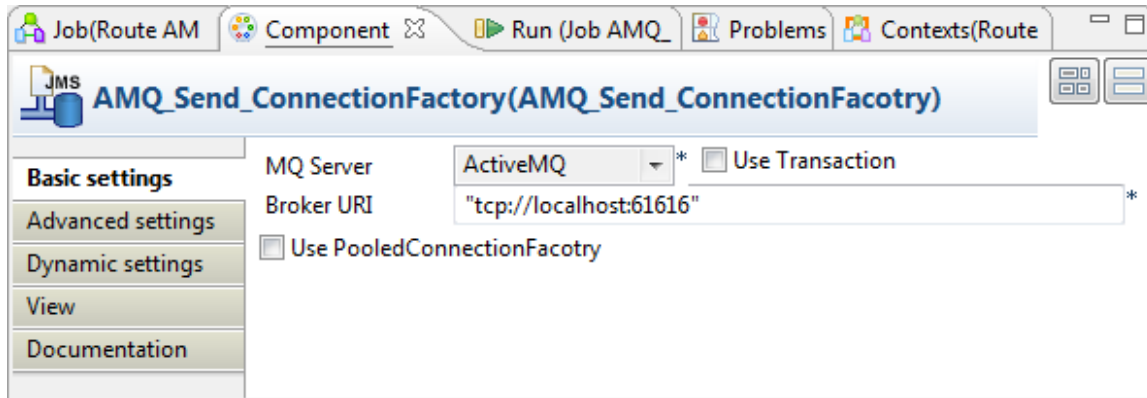 Job(Route AM Component Run (Job AMQ_ Problems Contexts(Route
JMS
AMQ_Send_ConnectionFactory(AMQ_Send_ConnectionFacotry)
Basic settings
Advanced settings
Dynamic settings
View
Documentation
MQ Server ActiveMQ * Use Transaction
Broker URI "tcp://localhost:61616" *
Use PooledConnectionFacotry